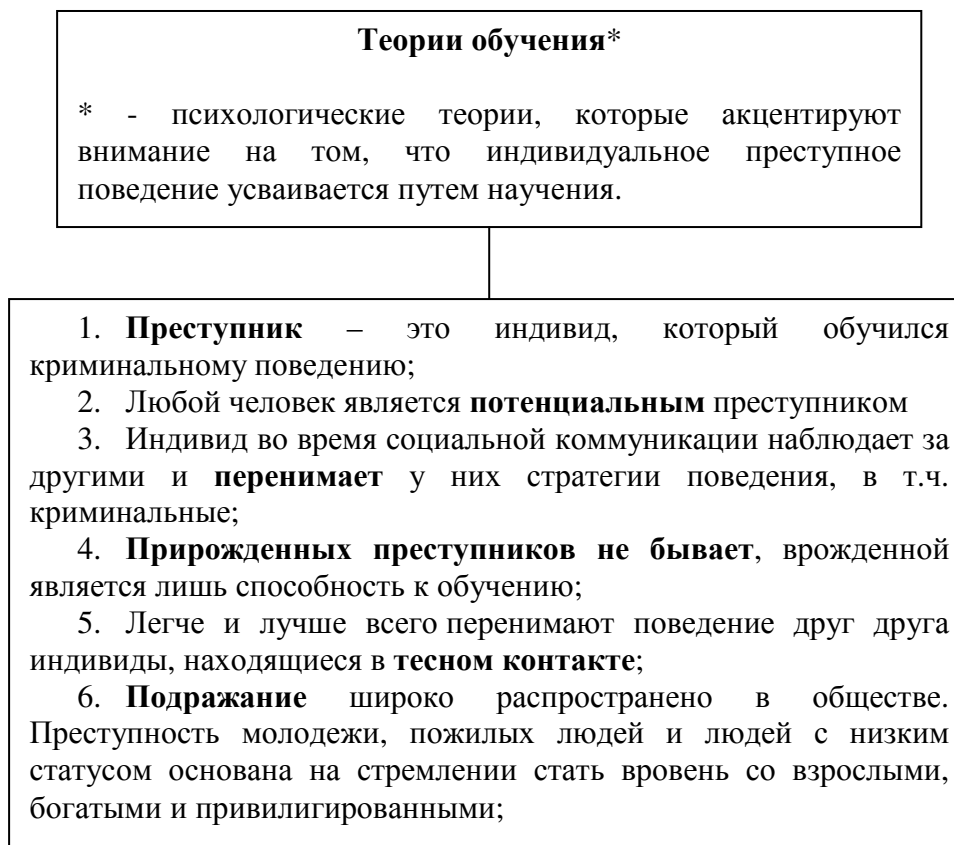 Теории обучения*
* - психологические теории, которые акцентируют
внимание на том, что индивидуальное преступное
поведение усваивается путем научения.
1. Преступник – это индивид, который обучился
криминальному поведению;
2. Любой человек является потенциальным преступником
3. Индивид во время социальной коммуникации наблюдает за
другими и перенимает у них стратегии поведения, в т.ч.
криминальные;
4. Прирожденных преступников не бывает, врожденной
является лишь способность к обучению;
5. Легче и лучше всего перенимают поведение друг друга
индивиды, находящиеся в тесном контакте;
6. Подражание широко распространено в обществе.
Преступность молодежи, пожилых людей и людей с низким
статусом основана на стремлении стать вровень со взрослыми,
богатыми и привилигированными;